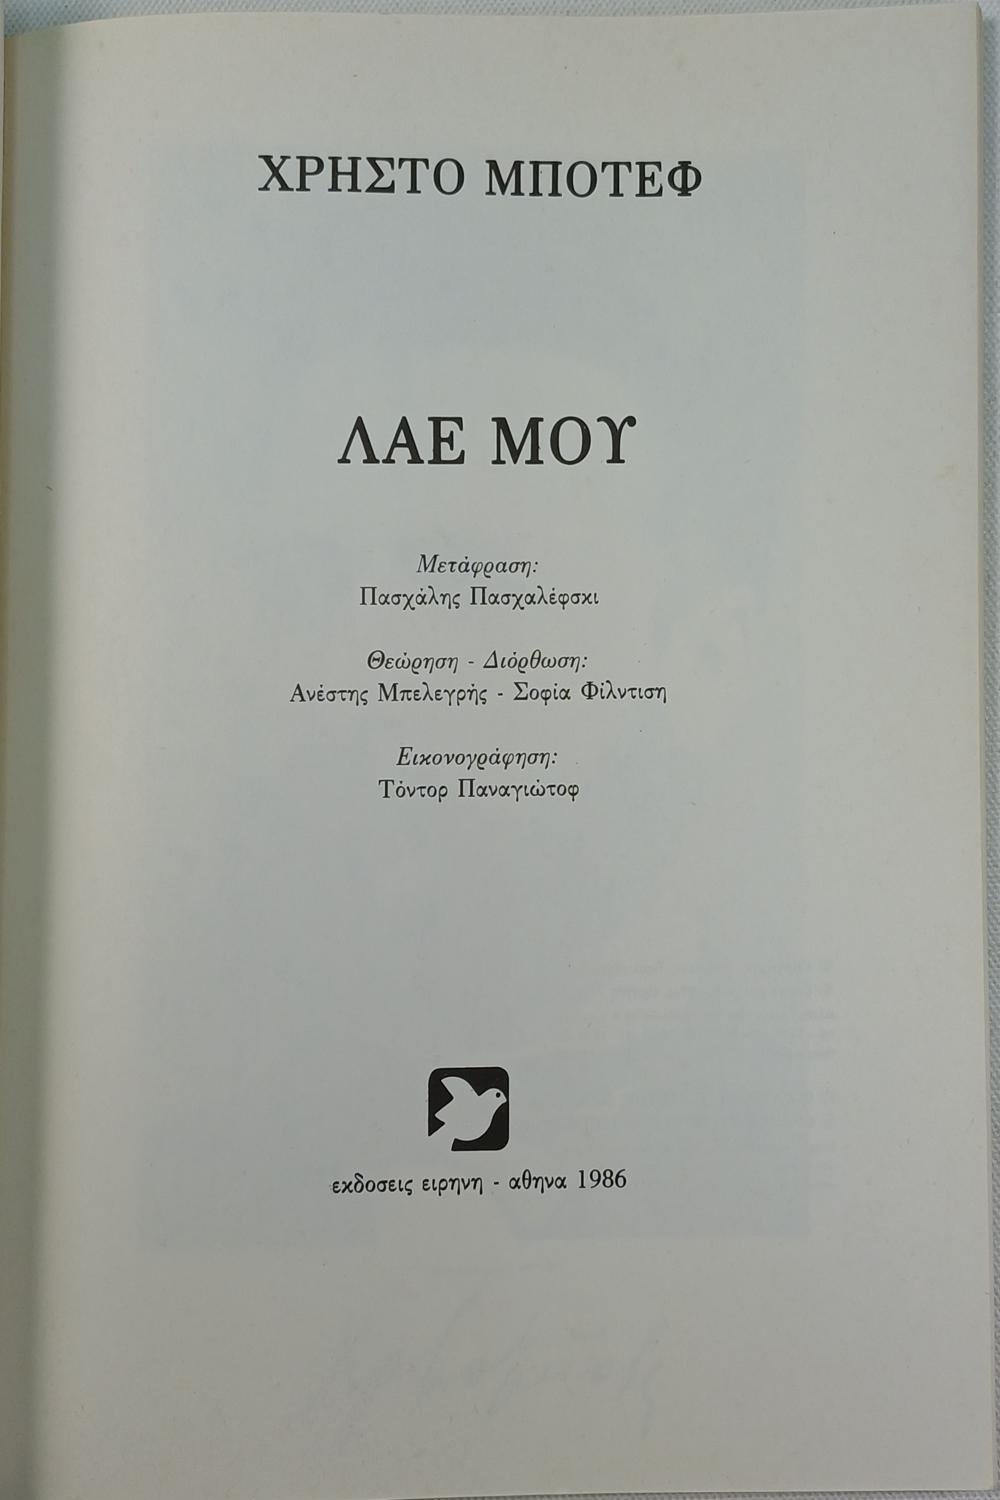 ΧΡΗΣΤΟ ΜΠΟΤΕΦ
ΛΑΕ ΜΟΥ
Μετάφραση:
Πασχάλης Πασχαλέφσκι
Θεώρηση - Διόρθωση:
Ανέστης Μπελεγρής - Σοφία Φίλντιση
Εικονογράφηση:
Τόντορ Παναγιώτοφ
εκδοσεις ειρηνη - αθηνα 1986